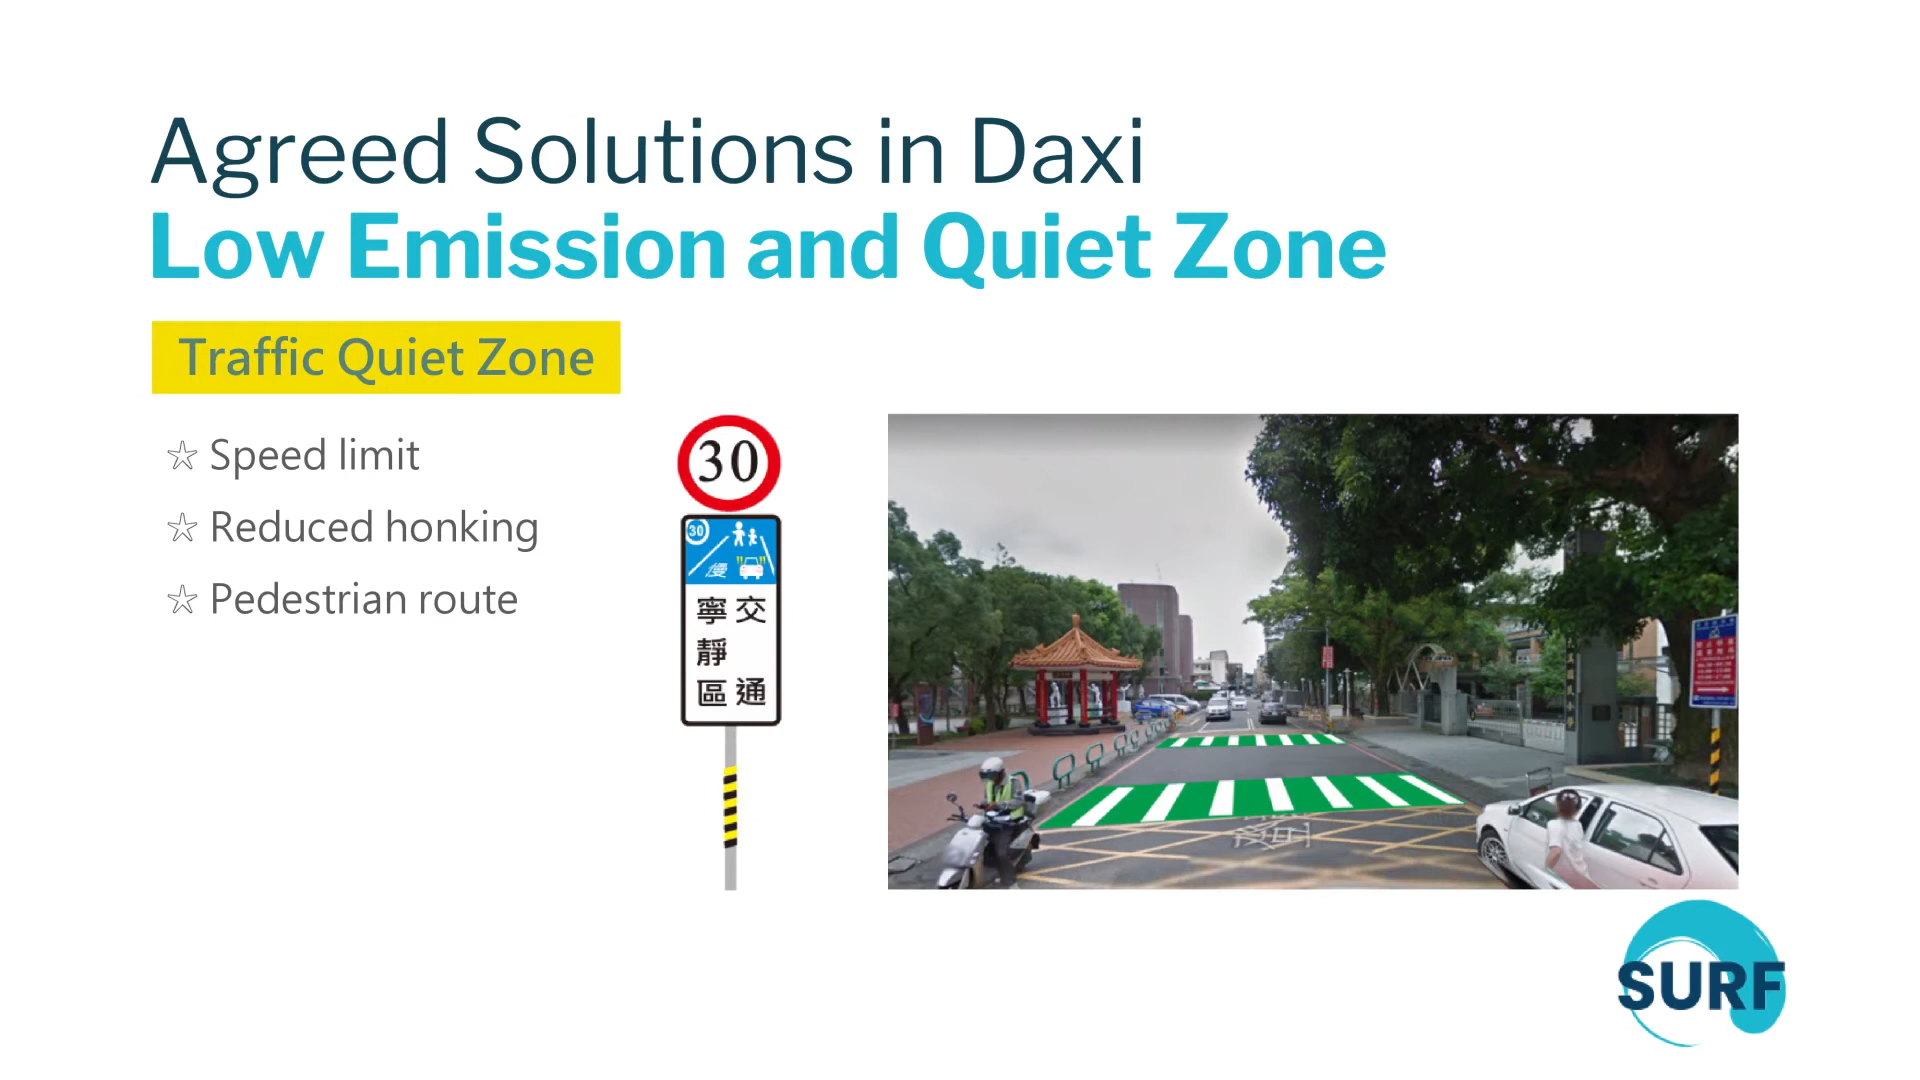 Agreed Solutions in Daxi
Low Emission and Quiet Zone
Traffic Quiet Zone
☆ Speed limit
☆ Reduced honking
☆ Pedestrian route
30
30
慢
交通
寧靜區
SURF